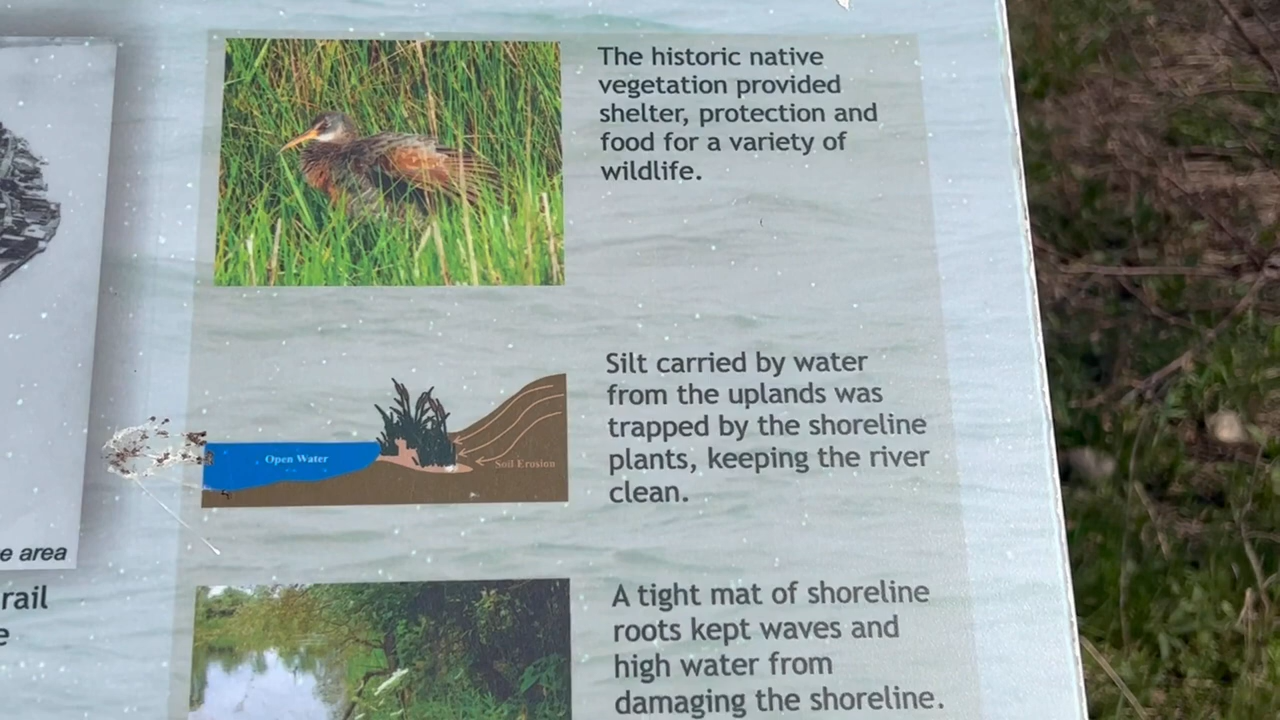 The historic native
vegetation provided
shelter, protection and
food for a variety of
wildlife.
Silt carried by water
from the uplands was
trapped by the shoreline
plants, keeping the river
clean.
Open Water
Soil Erosion
e area
rail
e
A tight mat of shoreline
roots kept waves and
high water from
damaging the shoreline.